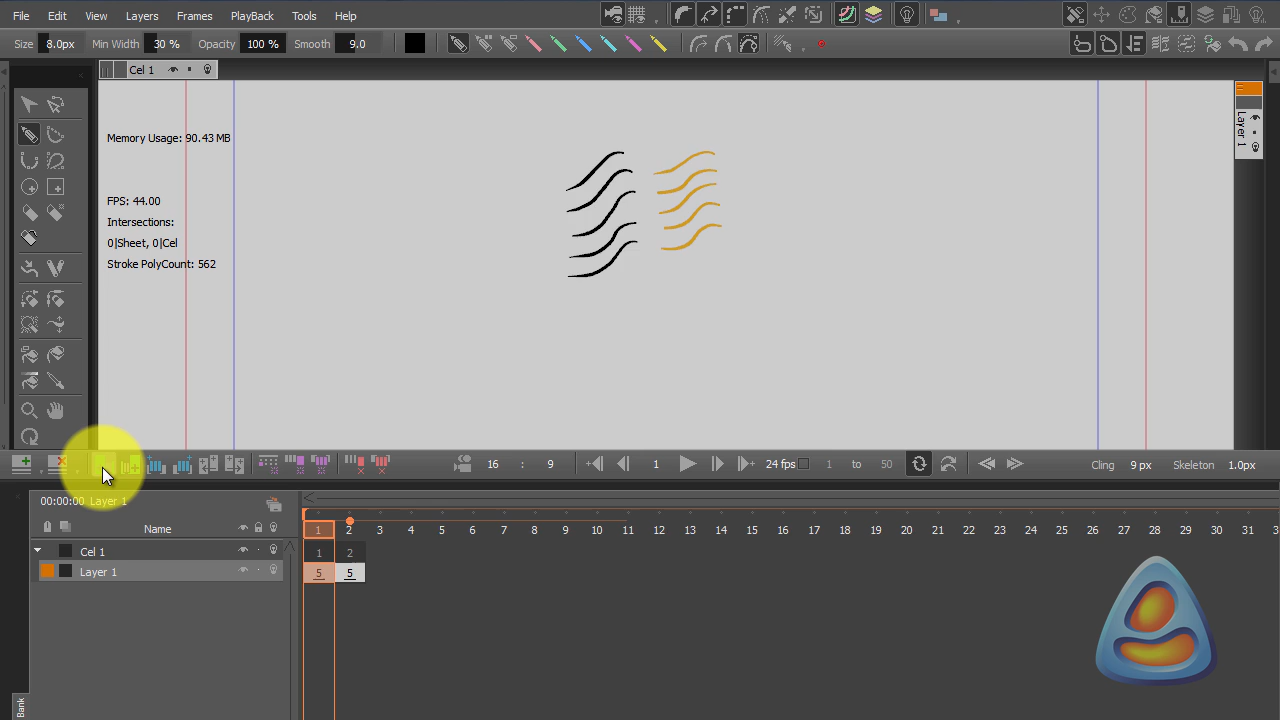 File Edit View Layers Frames PlayBack Tools Help
Size 8.0px Min Width 30 % Opacity 100 % Smooth 9.0
Cel 1
Memory Usage: 90.43 MB
FPS: 44.00
Intersections:
0|Sheet, 0|Cel
Stroke PolyCount: 562
Layer 1
16 : 9 1 24 fps 1 to 50 Cling 9 px Skeleton 1.0px
00:00:00 Layer 1
Name 1 2 3 4 5 6 7 8 9 10 11 12 13 14 15 16 17 18 19 20 21 22 23 24 25 26 27 28 29 30 31
Cel 1 1 2
Layer 1 5 5
Bank